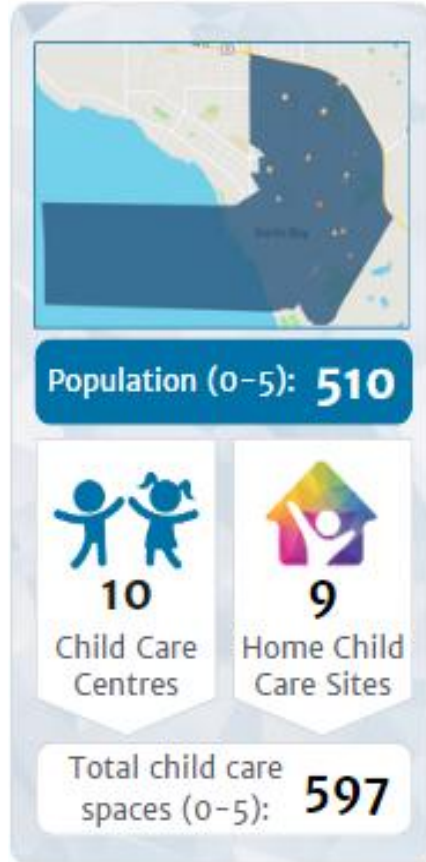 Population (0-5): 510
10
Child Care
Centres
9
Home Child
Care Sites
Total child care
spaces (0-5): 597